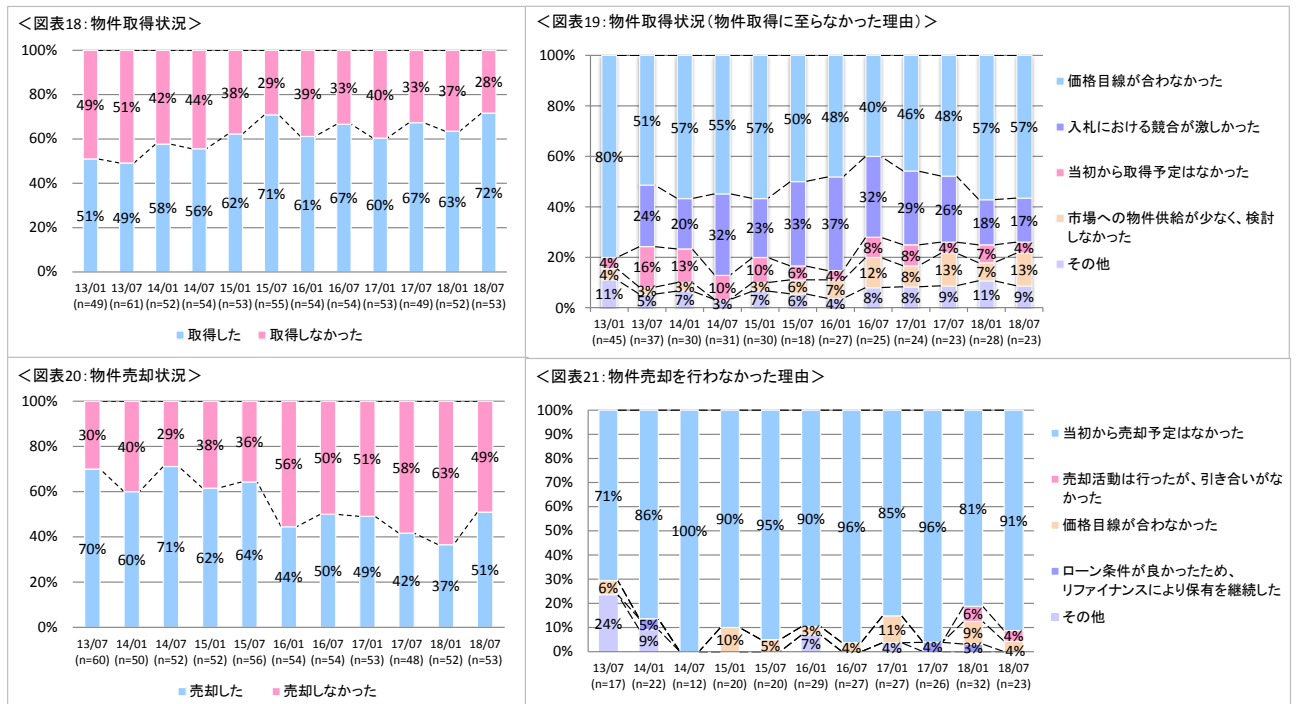 ＜図表18：物件取得状況＞
100%
80%
60%
40%
20%
0%
49% 51% 42% 44% 38% 29% 39% 33% 40% 33% 37% 28%
51% 49% 58% 56% 62% 71% 61% 67% 60% 67% 63% 72%
13/01 13/07 14/01 14/07 15/01 15/07 16/01 16/07 17/01 17/07 18/01 18/07
(n=49) (n=61) (n=52) (n=54) (n=53) (n=55) (n=54) (n=54) (n=53) (n=49) (n=52) (n=53)
取得した 取得しなかった
＜図表19：物件取得状況（物件取得に至らなかった理由）＞
100%
80%
60%
40%
20%
0%
80% 51% 57% 55% 57% 50% 48% 40% 46% 48% 57% 57%
24% 20% 32% 23% 33% 37% 32% 29% 26% 18% 17%
4% 16% 13% 10% 10% 6% 4% 8% 8% 4% 7% 4%
4% 3% 3% 3% 6% 7% 12% 8% 13% 7% 13%
11% 5% 7% 3% 7% 6% 4% 8% 8% 9% 11% 9%
13/01 13/07 14/01 14/07 15/01 15/07 16/01 16/07 17/01 17/07 18/01 18/07
(n=45) (n=37) (n=30) (n=31) (n=30) (n=18) (n=27) (n=25) (n=24) (n=23) (n=28) (n=23)
価格目線が合わなかった
入札における競合が激しかった
当初から取得予定はなかった
市場への物件供給が少なく、検討
しなかった
その他
＜図表20：物件売却状況＞
100%
80%
60%
40%
20%
0%
30% 40% 29% 38% 36% 56% 50% 51% 58% 63% 49%
70% 60% 71% 62% 64% 44% 50% 49% 42% 37% 51%
13/07 14/01 14/07 15/01 15/07 16/01 16/07 17/01 17/07 18/01 18/07
(n=60) (n=50) (n=52) (n=52) (n=56) (n=54) (n=54) (n=53) (n=48) (n=52) (n=53)
売却した 売却しなかった
＜図表21：物件売却を行わなかった理由＞
100%
90%
80%
70%
60%
50%
40%
30%
20%
10%
0%
71% 86% 100% 90% 95% 90% 96% 85% 96% 81% 91%
6% 4%
6% 10% 5% 3% 4% 11% 9% 4%
5% 4% 4% 3%
24% 9% 7%
13/07 14/01 14/07 15/01 15/07 16/01 16/07 17/01 17/07 18/01 18/07
(n=17) (n=22) (n=12) (n=20) (n=20) (n=29) (n=27) (n=27) (n=26) (n=32) (n=23)
当初から売却予定はなかった
売却活動は行ったが、引き合いがな
かった
価格目線が合わなかった
ローン条件が良かったため、
リファイナンスにより保有を継続した
その他